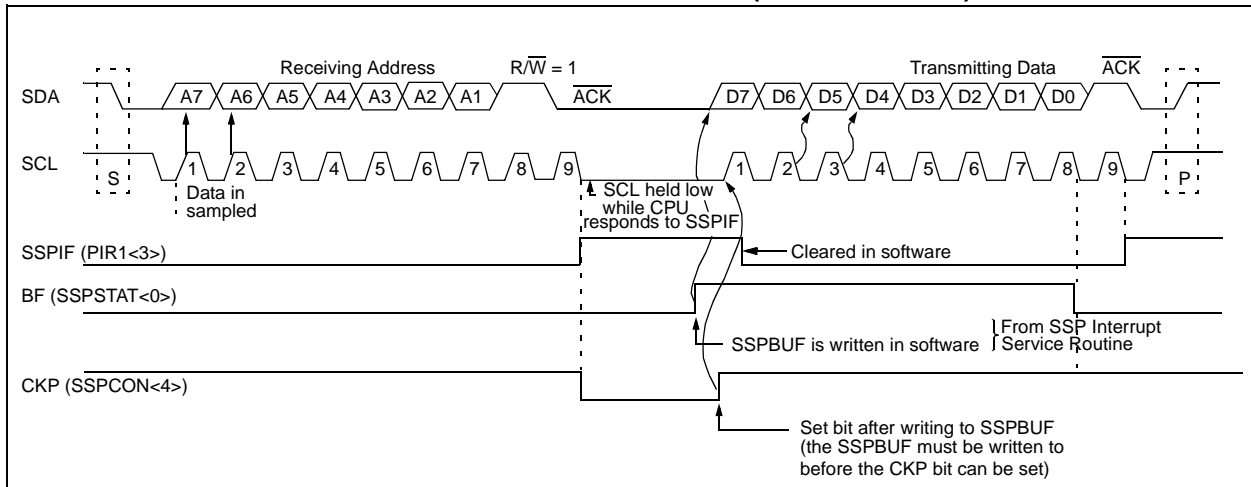 Receiving Address R/W = 1 Transmitting Data ACK
SDA A7 A6 A5 A4 A3 A2 A1 ACK D7 D6 D5 D4 D3 D2 D1 D0
SCL S 1 2 3 4 5 6 7 8 9 1 2 3 4 5 6 7 8 9 P
Data in
sampled
SCL held low
while CPU
responds to SSPIF
SSPIF (PIR1<3>)
Cleared in software
BF (SSPSTAT<0>)
SSPBUF is written in software
From SSP Interrupt
Service Routine
CKP (SSPCON<4>)
Set bit after writing to SSPBUF
(the SSPBUF must be written to
before the CKP bit can be set)